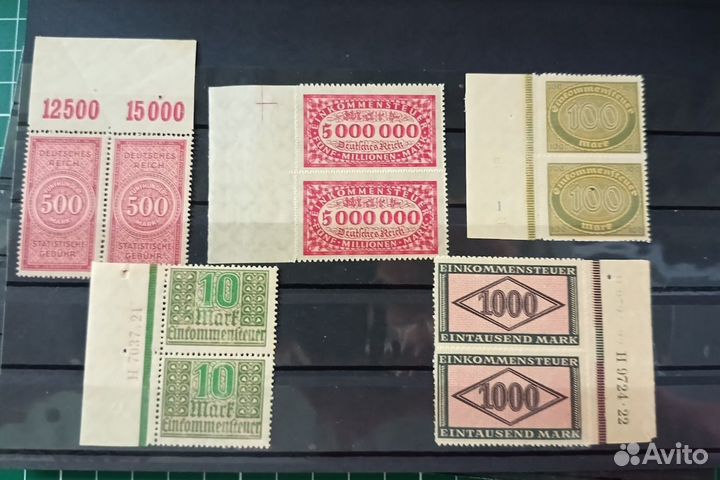 12500 15000
DEUTSCHES REICH
500
STATISTISCHE GEBÜHR
DEUTSCHES REICH
500
STATISTISCHE GEBÜHR
EINKOMMENSTEUER
5 000 000
Deutsches Reich
FÜNF MILLIONEN MARK
EINKOMMENSTEUER
5 000 000
Deutsches Reich
FÜNF MILLIONEN MARK
1
Einkommensteuer
100
Mark
Einkommensteuer
100
Mark
H 7037.21
10
Mark
Einkommensteuer
10
Mark
Einkommensteuer
EINKOMMENSTEUER
1000
EINTAUSEND MARK
EINKOMMENSTEUER
1000
EINTAUSEND MARK
H 9724·22
Avito